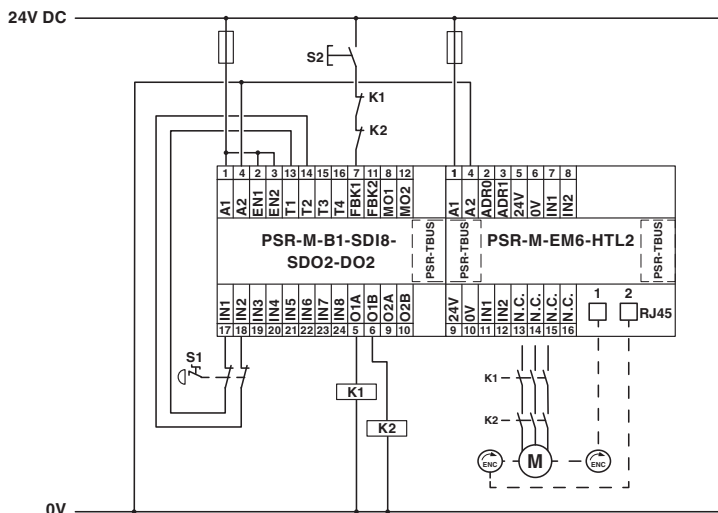 24V DC
S2
K1
K2
1 4 2 3 13 14 15 16 7 11 8 12
A1 A2 EN1 EN2 T1 T2 T3 T4 FBK1 FBK2 MO1 MO2
1 4 2 3 5 6 7 8
A1 A2 ADR0 ADR1 24V 0V IN1 IN2
PSR-M-B1-SDI8-
SDO2-DO2
PSR-TBUS
PSR-TBUS
PSR-M-EM6-HTL2
PSR-TBUS
IN1 IN2 IN3 IN4 IN5 IN6 IN7 IN8 O1A O1B O2A O2B
17 18 19 20 21 22 23 24 5 6 9 10
24V 0V IN1 IN2 N.C. N.C. N.C. N.C.
9 10 11 12 13 14 15 16
1 2
RJ45
S1
K1
K2
K1
K2
ENC
M
ENC
0V